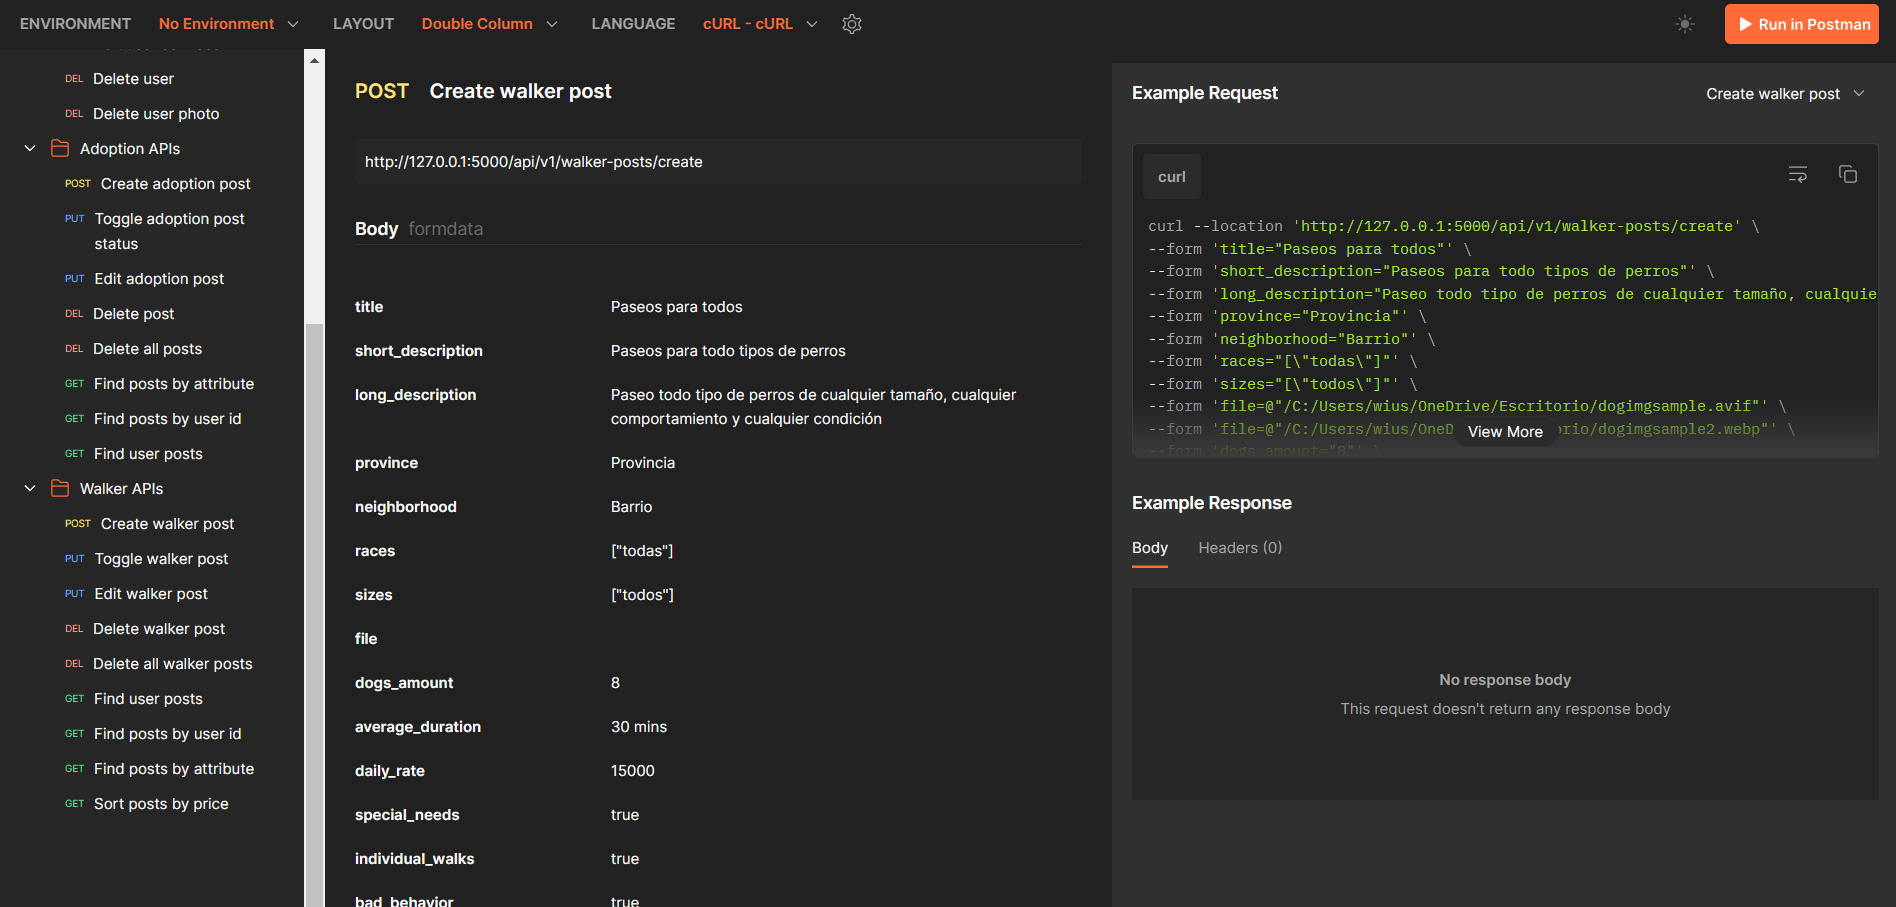 ENVIRONMENT No Environment LAYOUT Double Column LANGUAGE cURL - cURL Run in Postman
DEL Delete user
DEL Delete user photo
Adoption APIs
POST Create adoption post
PUT Toggle adoption post
status
PUT Edit adoption post
DEL Delete post
DEL Delete all posts
GET Find posts by attribute
GET Find posts by user id
GET Find user posts
Walker APIs
POST Create walker post
PUT Toggle walker post
PUT Edit walker post
DEL Delete walker post
DEL Delete all walker posts
GET Find user posts
GET Find posts by user id
GET Find posts by attribute
GET Sort posts by price
POST Create walker post
http://127.0.0.1:5000/api/v1/walker-posts/create
Body formdata
title Paseos para todos
short_description Paseos para todo tipos de perros
long_description Paseo todo tipo de perros de cualquier tamaño, cualquier
comportamiento y cualquier condición
province Provincia
neighborhood Barrio
races ["todas"]
sizes ["todos"]
file
dogs_amount 8
average_duration 30 mins
daily_rate 15000
special_needs true
individual_walks true
bad_behavior true
Example Request Create walker post
curl
curl --location 'http://127.0.0.1:5000/api/v1/walker-posts/create' \
--form 'title="Paseos para todos"' \
--form 'short_description="Paseos para todo tipos de perros"' \
--form 'long_description="Paseo todo tipo de perros de cualquier tamaño, cualquie
--form 'province="Provincia"' \
--form 'neighborhood="Barrio"' \
--form 'races="[\"todas\"]"' \
--form 'sizes="[\"todos\"]"' \
--form 'file=@"/C:/Users/wius/OneDrive/Escritorio/dogimgsample.avif"' \
--form 'file=@"/C:/Users/wius/OneD rio/dogimgsample2.webp"' \
View More
--form 'dogs_amount="8"' \
Example Response
Body Headers (0)
No response body
This request doesn't return any response body